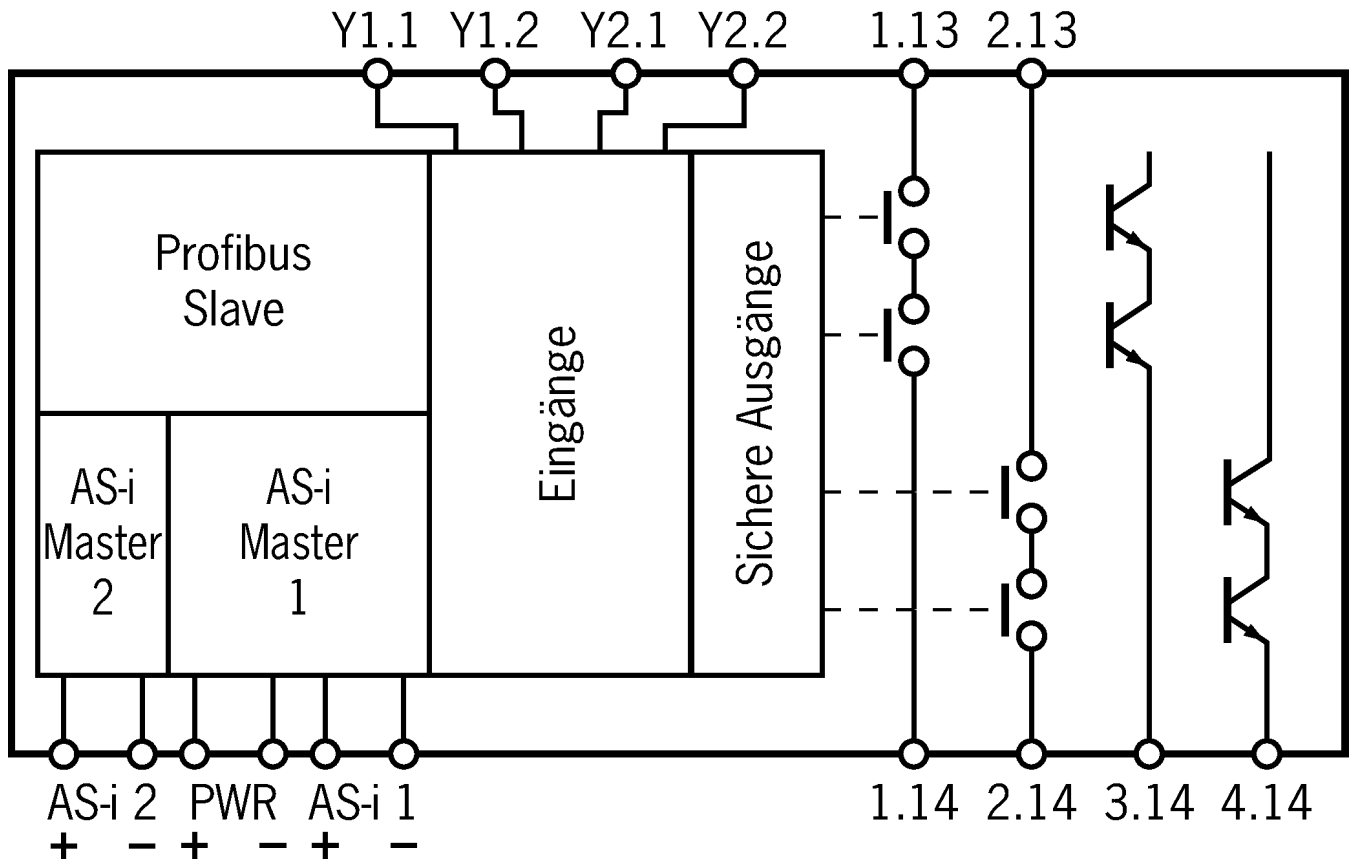 Y1.1 Y1.2 Y2.1 Y2.2 1.13 2.13
Profibus
Slave
AS-i
Master
2
AS-i
Master
1
Eingänge
Sichere Ausgänge
AS-i 2 PWR AS-i 1 1.14 2.14 3.14 4.14
+ − + − + −